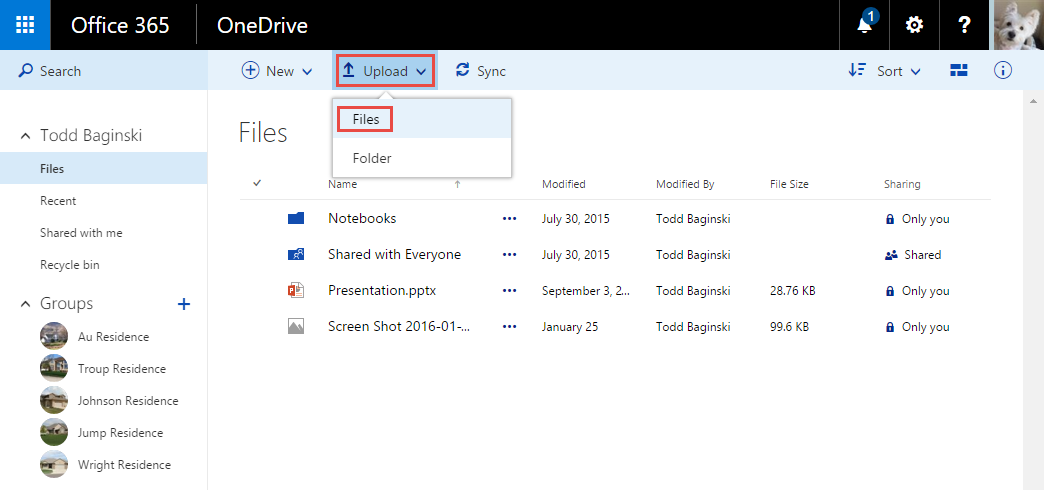 Office 365 OneDrive 1 ?
Search New Upload Sync Sort
Files
Folder
Todd Baginski
Files
Recent
Shared with me
Recycle bin
Groups
Au Residence
Troup Residence
Johnson Residence
Jump Residence
Wright Residence
Files
Name Modified Modified By File Size Sharing
Notebooks ... July 30, 2015 Todd Baginski Only you
Shared with Everyone ... July 30, 2015 Todd Baginski Shared
Presentation.pptx ... September 3, 2... Todd Baginski 28.76 KB Only you
Screen Shot 2016-01-... ... January 25 Todd Baginski 99.6 KB Only you